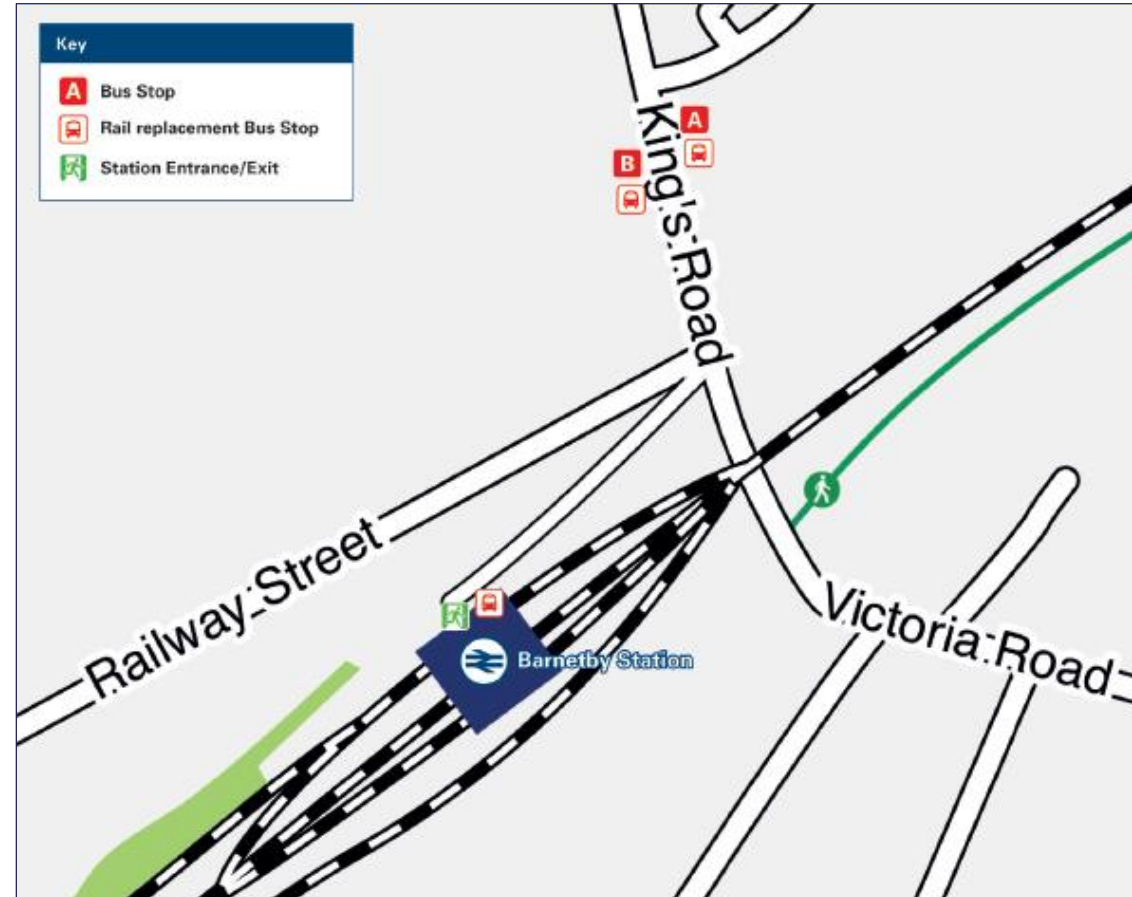 Key
A Bus Stop
Rail replacement Bus Stop
Station Entrance/Exit
A
B
King's Road
Railway Street
Barnetby Station
Victoria Road